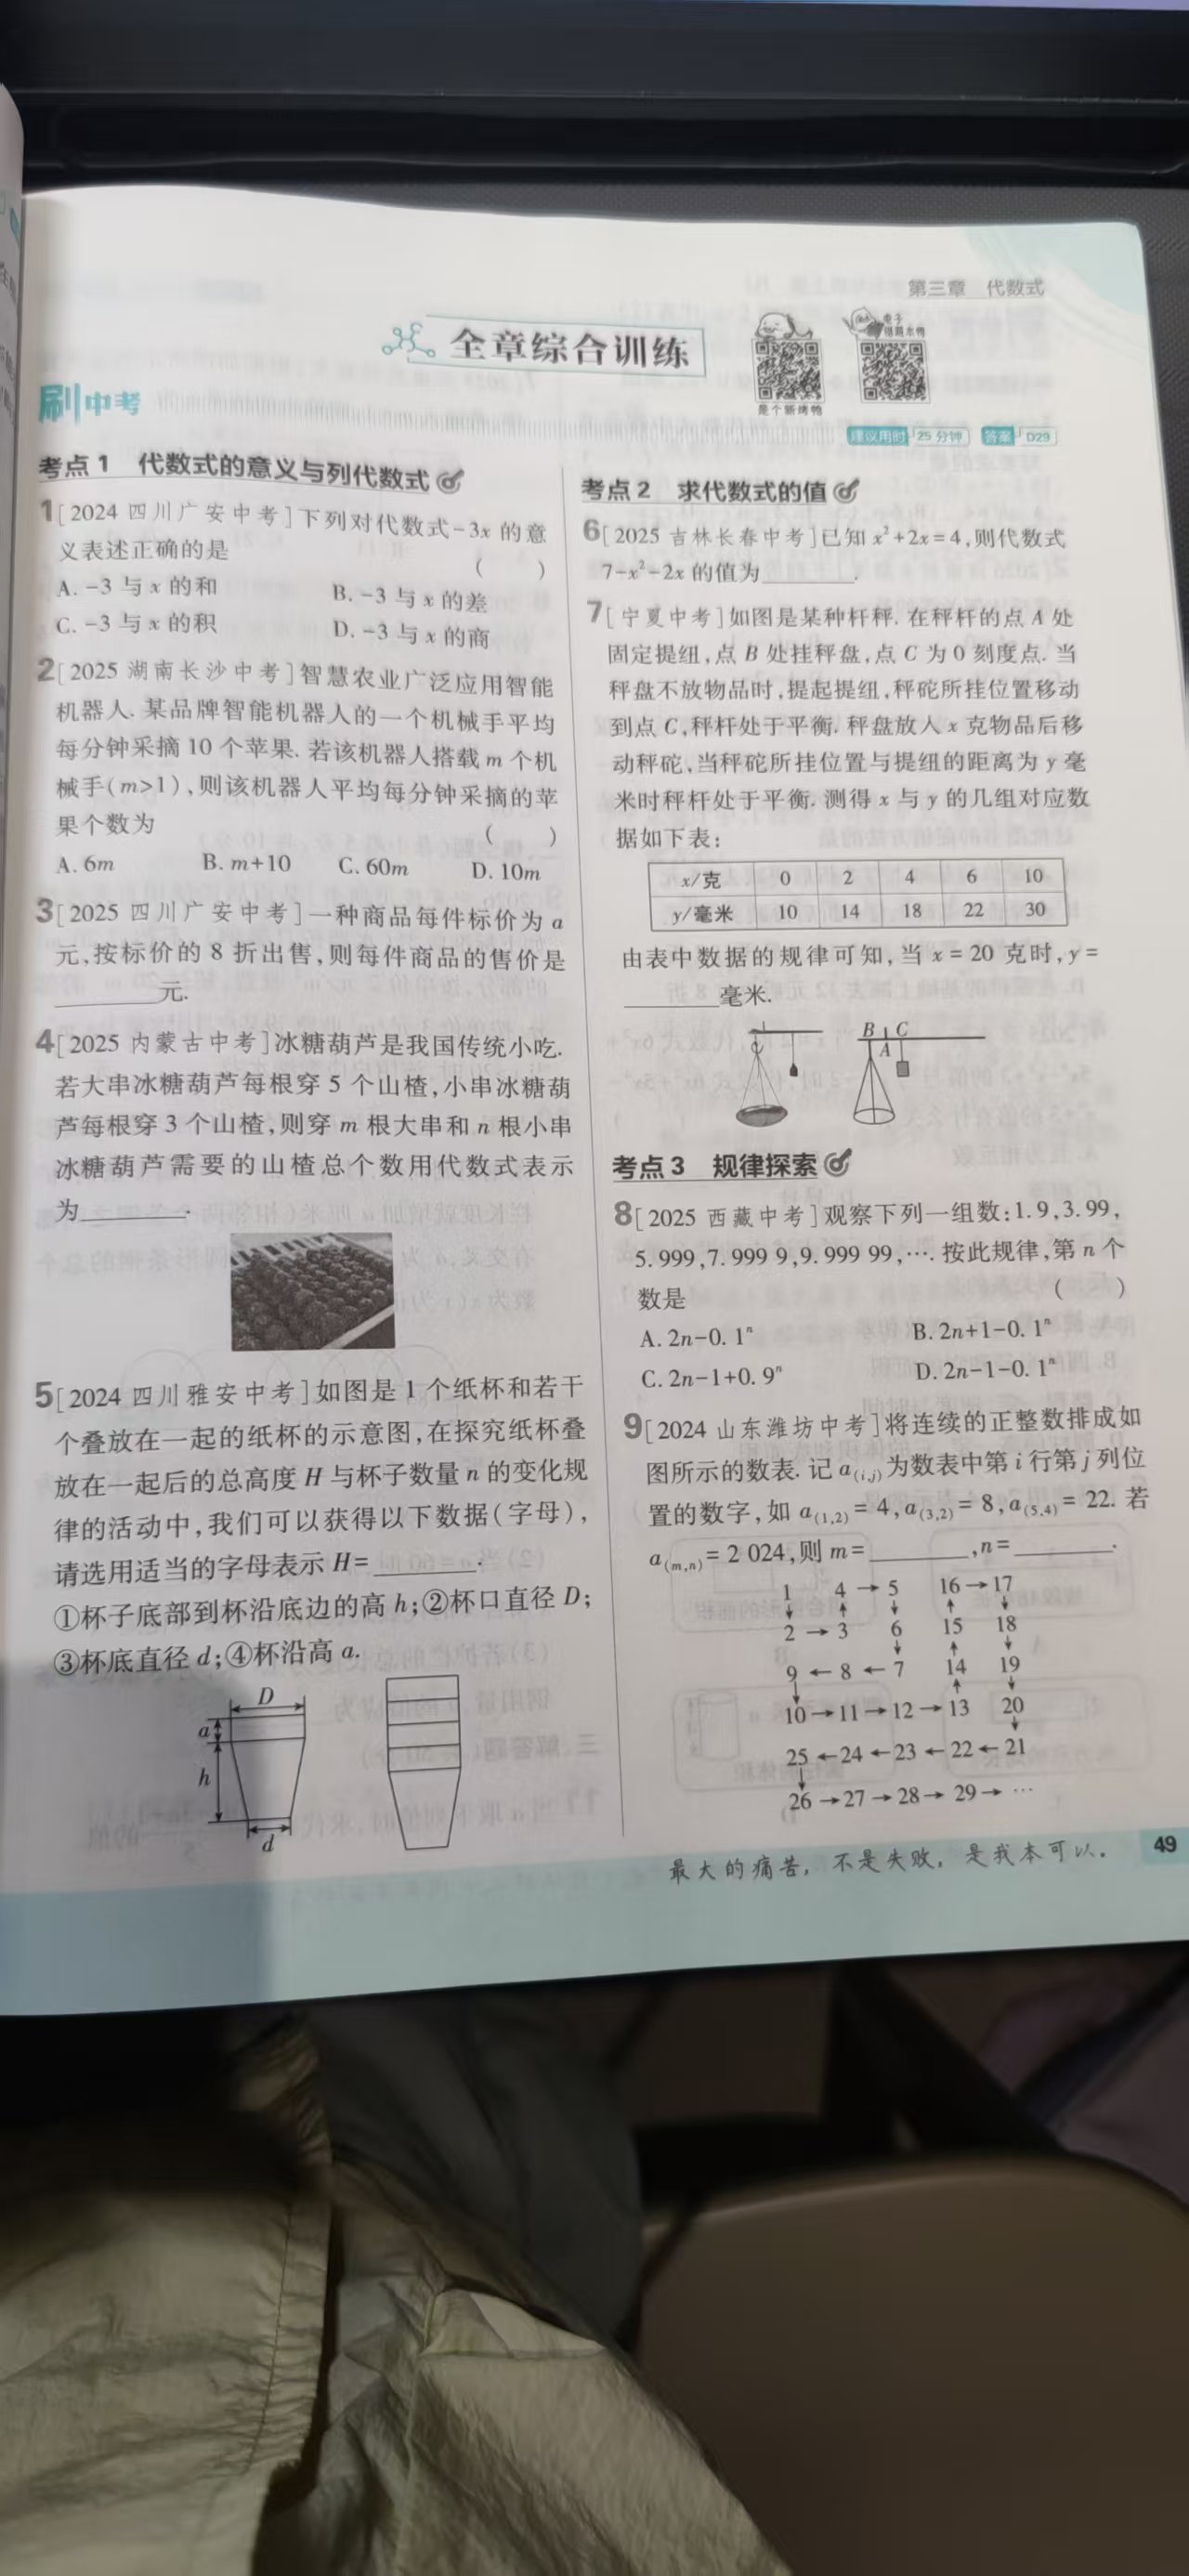 第三章 代数式
全章综合训练
是个新烤鸭
刷中考
建议用时 25分钟 答案 D29
考点1 代数式的意义与列代数式
1[2024四川广安中考]下列对代数式-3x的意
义表述正确的是 ( )
A. -3与x的和 B. -3与x的差
C. -3与x的积 D. -3与x的商
2[2025湖南长沙中考]智慧农业广泛应用智能
机器人. 某品牌智能机器人的一个机械手平均
每分钟采摘10个苹果. 若该机器人搭载m个机
械手(m>1),则该机器人平均每分钟采摘的苹
果个数为 ( )
A. 6m B. m+10 C. 60m D. 10m
3[2025四川广安中考]一种商品每件标价为a
元,按标价的8折出售,则每件商品的售价是
______元.
4[2025内蒙古中考]冰糖葫芦是我国传统小吃.
若大串冰糖葫芦每根穿5个山楂,小串冰糖葫
芦每根穿3个山楂,则穿m根大串和n根小串
冰糖葫芦需要的山楂总个数用代数式表示
为______.
5[2024四川雅安中考]如图是1个纸杯和若干
个叠放在一起的纸杯的示意图,在探究纸杯叠
放在一起后的总高度H与杯子数量n的变化规
律的活动中,我们可以获得以下数据(字母),
请选用适当的字母表示H=______.
①杯子底部到杯沿底边的高h;②杯口直径D;
③杯底直径d;④杯沿高a.
D
a
h
d
考点2 求代数式的值
6[2025吉林长春中考]已知x²+2x=4,则代数式
7-x²-2x的值为______.
7[宁夏中考]如图是某种杆秤. 在秤杆的点A处
固定提纽,点B处挂秤盘,点C为0刻度点. 当
秤盘不放物品时,提起提纽,秤砣所挂位置移动
到点C,秤杆处于平衡. 秤盘放入x克物品后移
动秤砣,当秤砣所挂位置与提纽的距离为y毫
米时秤杆处于平衡. 测得x与y的几组对应数
据如下表:
x/克 0 2 4 6 10
y/毫米 10 14 18 22 30
由表中数据的规律可知,当x=20克时,y=
______毫米.
B C
A
考点3 规律探索
8[2025西藏中考]观察下列一组数:1.9,3.99,
5.999,7.999 9,9.999 99,…. 按此规律,第n个
数是 ( )
A. 2n-0.1ⁿ B. 2n+1-0.1ⁿ
C. 2n-1+0.9ⁿ D. 2n-1-0.1ⁿ
9[2024山东潍坊中考]将连续的正整数排成如
图所示的数表. 记a(i,j)为数表中第i行第j列位
置的数字,如a(1,2)=4,a(3,2)=8,a(5,4)=22. 若
a(m,n)=2 024,则m=______,n=______.
1 4→5 16→17
↓ ↑ ↓ ↑ ↓
2→3 6 15 18
↓ ↑ ↓
9←8←7 14 19
↓ ↑ ↓
10→11→12→13 20
↓
25←24←23←22←21
↓
26→27→28→29→…
最大的痛苦,不是失败,是我本可以.
49